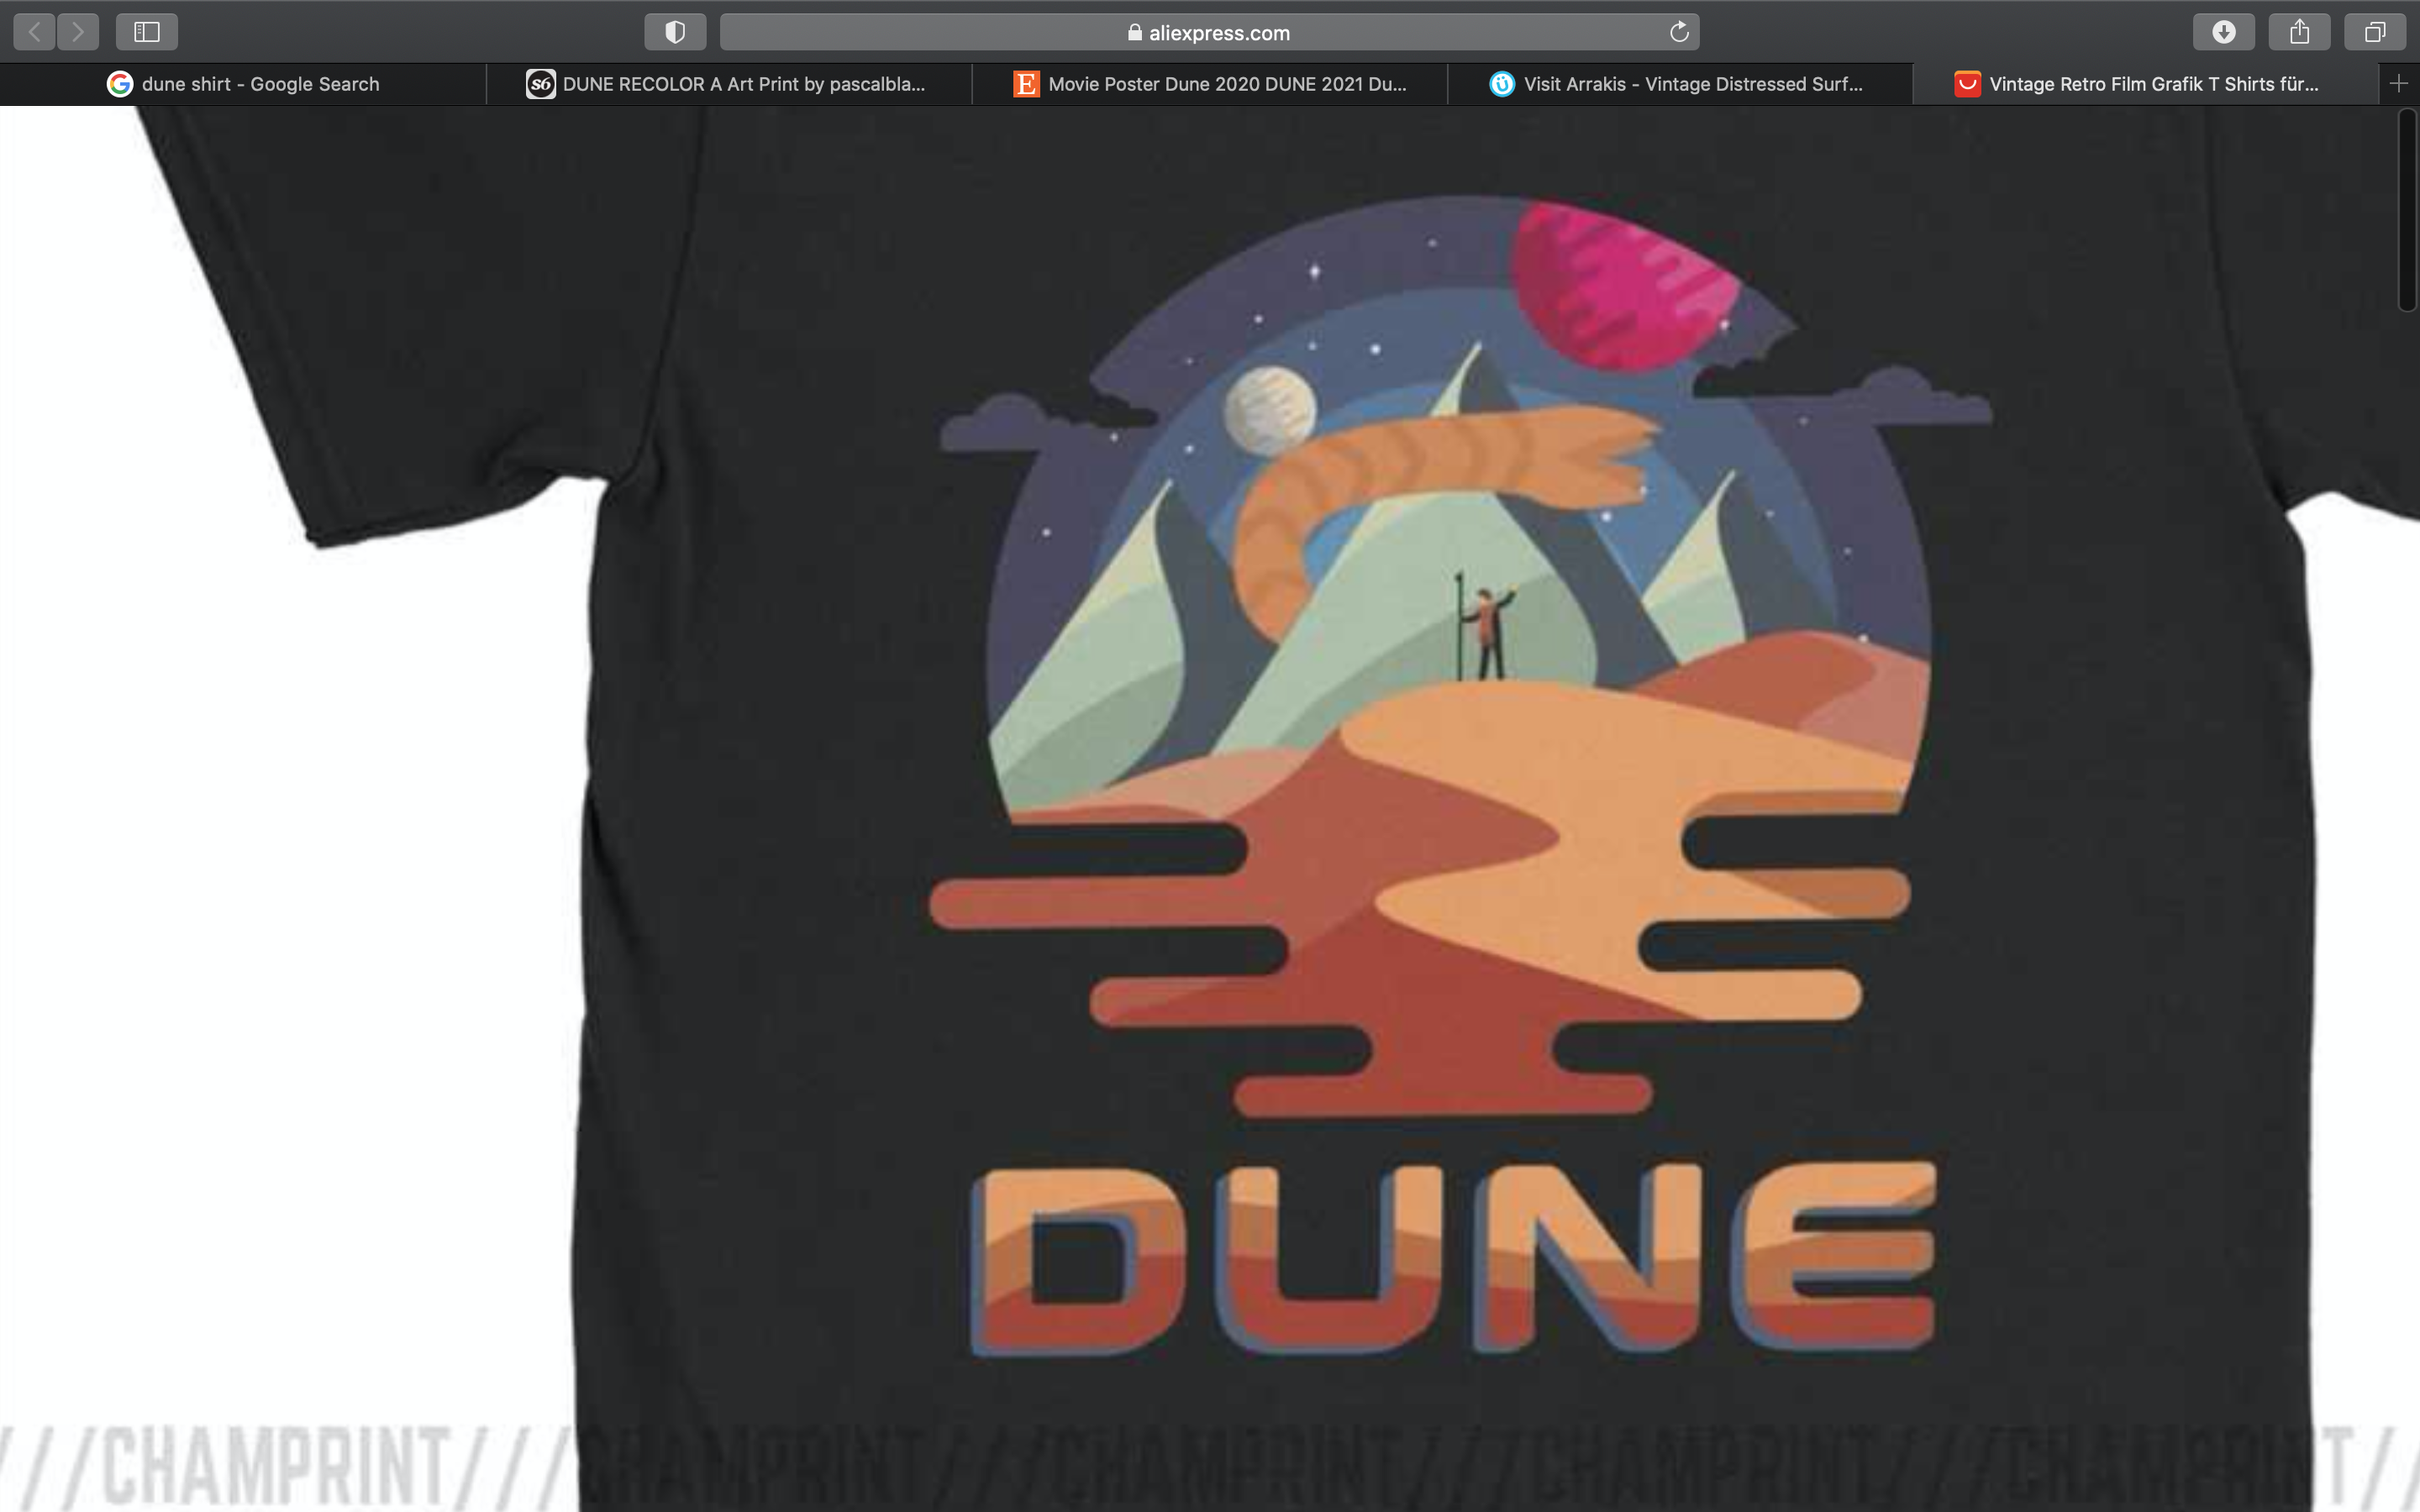 aliexpress.com
dune shirt - Google Search
S6 DUNE RECOLOR A Art Print by pascalbla...
E Movie Poster Dune 2020 DUNE 2021 Du...
Ü Visit Arrakis - Vintage Distressed Surf...
Vintage Retro Film Grafik T Shirts für...
DUNE
///CHAMPRINT///CHAMPRINT///CHAMPRINT///CHAMPRINT///CHAMPRINT//